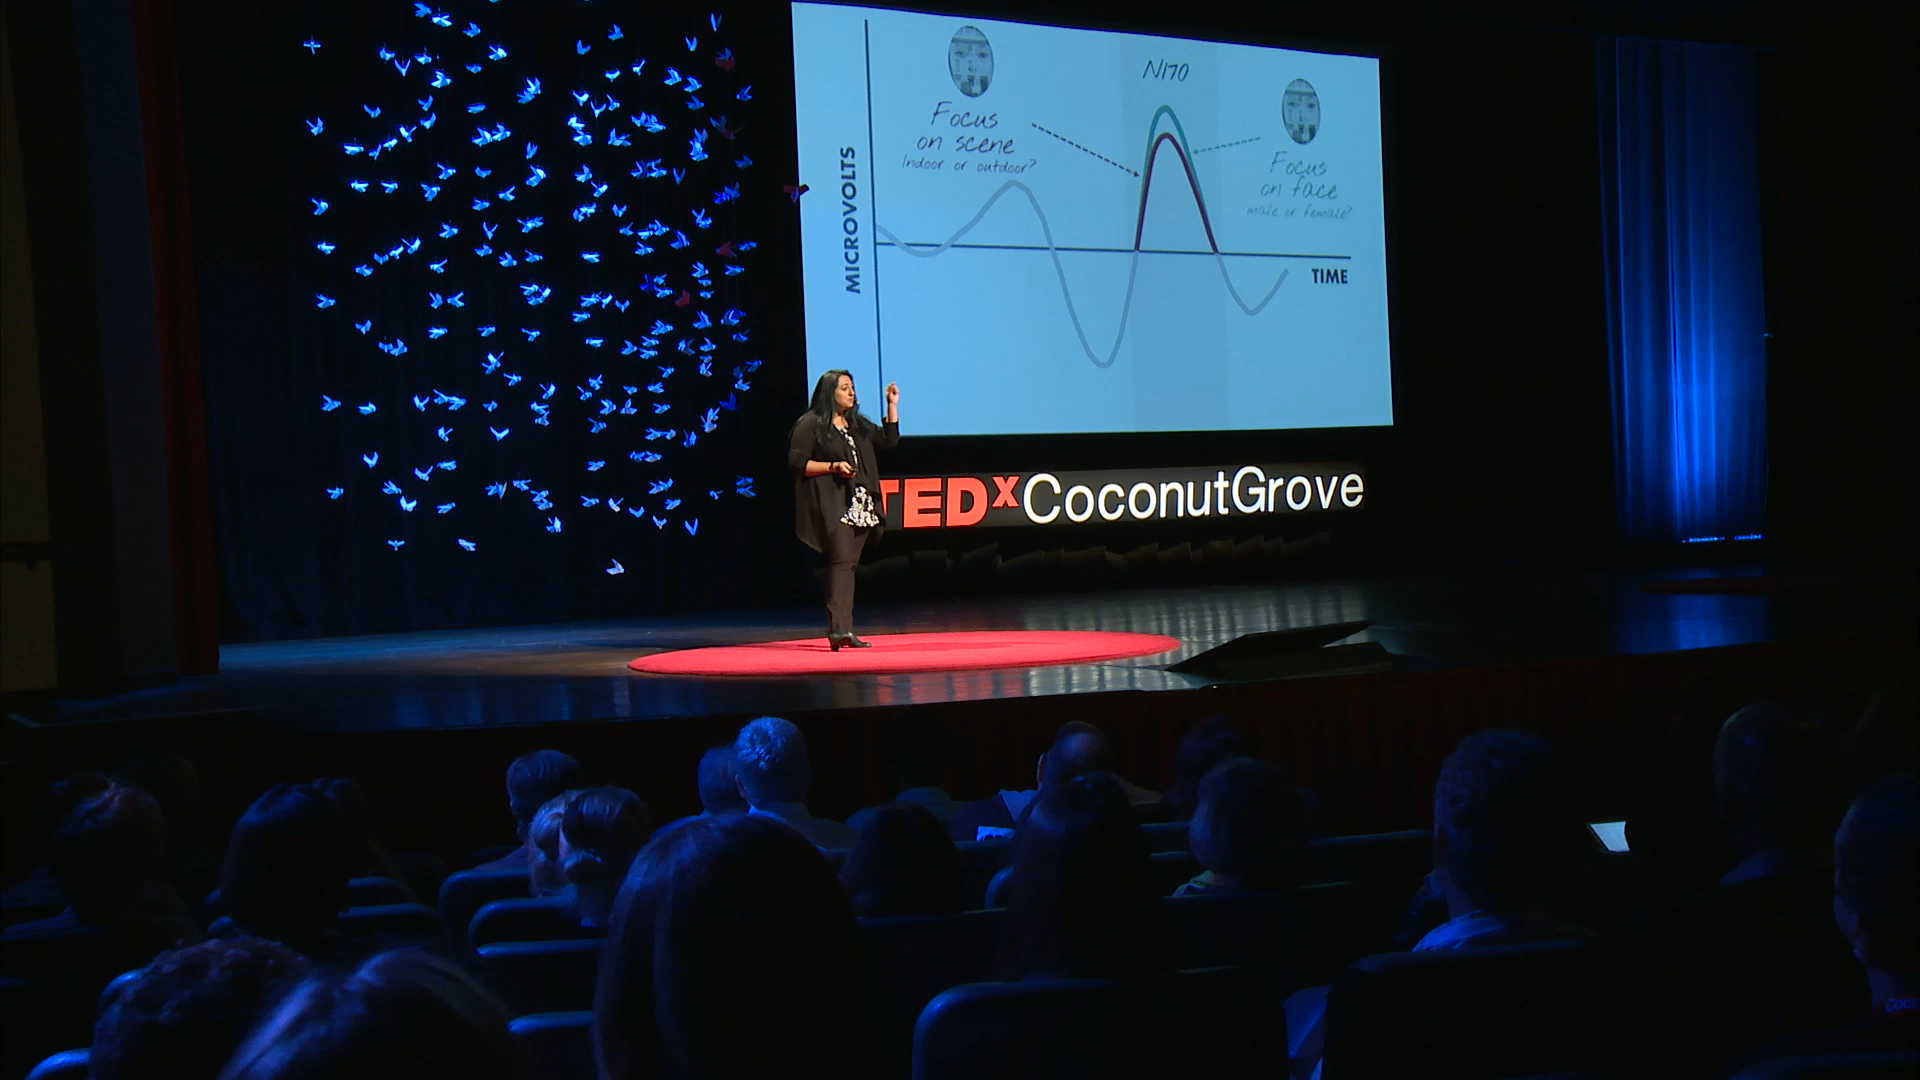 N170
Focus
on scene
Indoor or outdoor?
Focus
on face
male or female?
MICROVOLTS
TIME
TEDxCoconutGrove